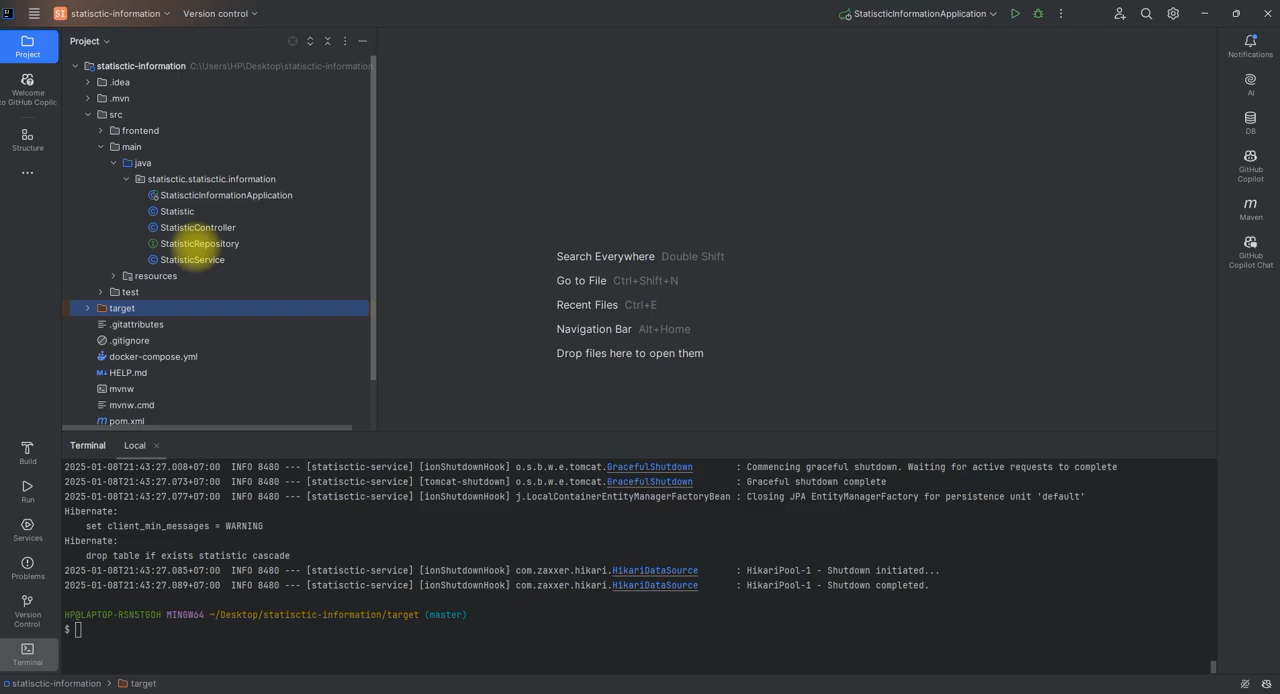 SI statisctic-information Version control StatiscticInformationApplication
Project
Welcome
to GitHub Copilc
Structure
Project
statisctic-information C:\Users\HP\Desktop\statisctic-information
.idea
.mvn
src
frontend
main
java
statisctic.statisctic.information
StatiscticInformationApplication
Statistic
StatisticController
StatisticRepository
StatisticService
resources
test
target
.gitattributes
.gitignore
docker-compose.yml
M↓ HELP.md
mvnw
mvnw.cmd
m pom.xml
Search Everywhere Double Shift
Go to File Ctrl+Shift+N
Recent Files Ctrl+E
Navigation Bar Alt+Home
Drop files here to open them
Notifications
AI
DB
GitHub
Copilot
m
Maven
GitHub
Copilot Chat
Build
Run
Services
Problems
Version
Control
Terminal
Terminal Local ×
2025-01-08T21:43:27.008+07:00 INFO 8480 --- [statisctic-service] [ionShutdownHook] o.s.b.w.e.tomcat.GracefulShutdown : Commencing graceful shutdown. Waiting for active requests to complete
2025-01-08T21:43:27.073+07:00 INFO 8480 --- [statisctic-service] [tomcat-shutdown] o.s.b.w.e.tomcat.GracefulShutdown : Graceful shutdown complete
2025-01-08T21:43:27.077+07:00 INFO 8480 --- [statisctic-service] [ionShutdownHook] j.LocalContainerEntityManagerFactoryBean : Closing JPA EntityManagerFactory for persistence unit 'default'
Hibernate:
set client_min_messages = WARNING
Hibernate:
drop table if exists statistic cascade
2025-01-08T21:43:27.085+07:00 INFO 8480 --- [statisctic-service] [ionShutdownHook] com.zaxxer.hikari.HikariDataSource : HikariPool-1 - Shutdown initiated...
2025-01-08T21:43:27.089+07:00 INFO 8480 --- [statisctic-service] [ionShutdownHook] com.zaxxer.hikari.HikariDataSource : HikariPool-1 - Shutdown completed.
HP@LAPTOP-RSN5TGOH MINGW64 ~/Desktop/statisctic-information/target (master)
$
statisctic-information > target